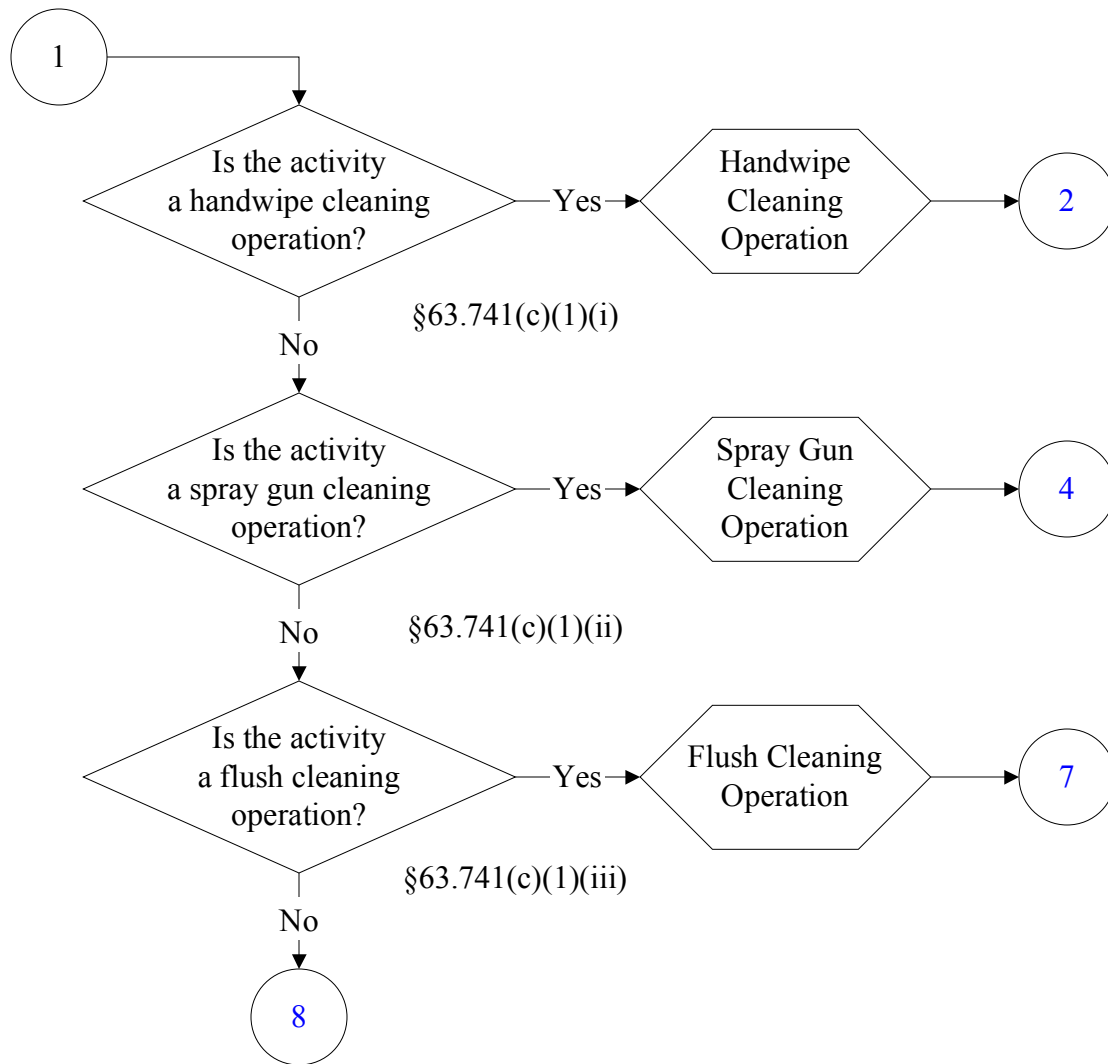 1
Is the activity
a handwipe cleaning
operation?
Yes
Handwipe
Cleaning
Operation
2
§63.741(c)(1)(i)
No
Is the activity
a spray gun cleaning
operation?
Yes
Spray Gun
Cleaning
Operation
4
§63.741(c)(1)(ii)
No
Is the activity
a flush cleaning
operation?
Yes
Flush Cleaning
Operation
7
§63.741(c)(1)(iii)
No
8